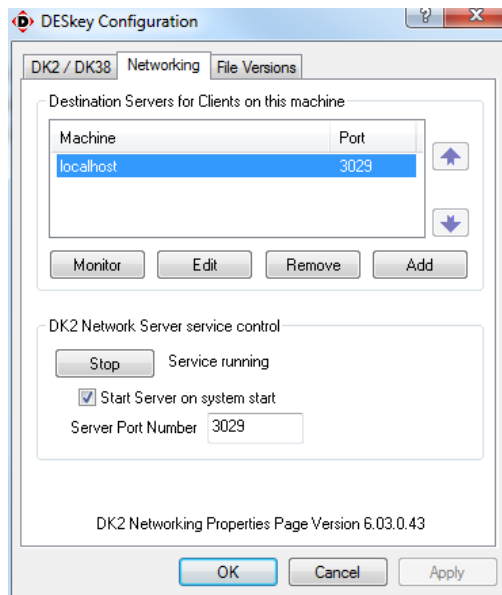 DESkey Configuration
DK2 / DK38 Networking File Versions
Destination Servers for Clients on this machine
Machine Port
localhost 3029
Monitor Edit Remove Add
DK2 Network Server service control
Stop Service running
Start Server on system start
Server Port Number 3029
DK2 Networking Properties Page Version 6.03.0.43
OK Cancel Apply